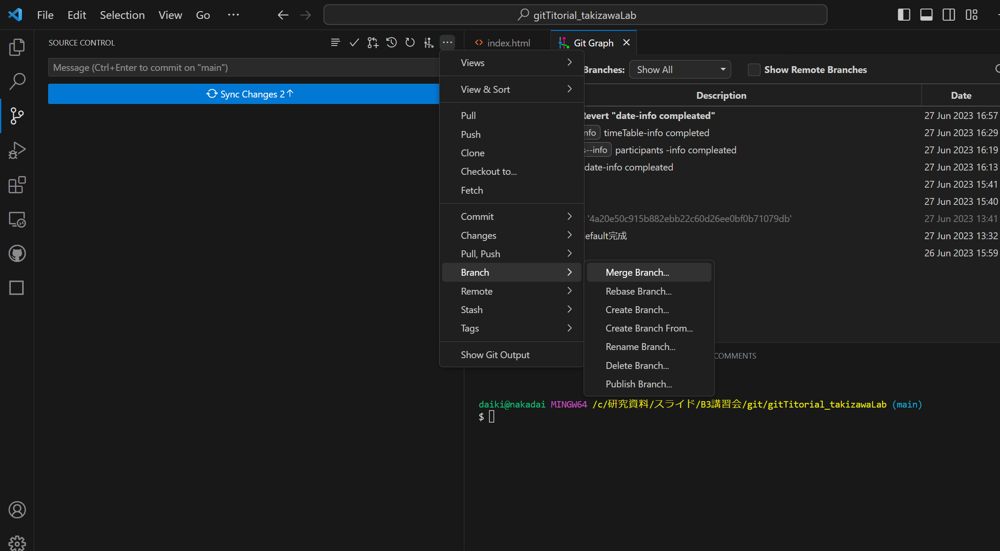 File Edit Selection View Go ...
gitTitorial_takizawaLab
SOURCE CONTROL
Message (Ctrl+Enter to commit on "main")
Sync Changes 2↑
index.html
Git Graph
Views
View & Sort
Pull
Push
Clone
Checkout to...
Fetch
Commit
Changes
Pull, Push
Branch
Remote
Stash
Tags
Show Git Output
Merge Branch...
Rebase Branch...
Create Branch...
Create Branch From...
Rename Branch...
Delete Branch...
Publish Branch...
Branches: Show All Show Remote Branches
Description Date
Revert "date-info compleated" 27 Jun 2023 16:57
nfo timeTable-info completed 27 Jun 2023 16:29
s--info participants -info compleated 27 Jun 2023 16:19
date-info compleated 27 Jun 2023 16:13
27 Jun 2023 15:41
27 Jun 2023 15:40
'4a20e50c915b882ebb22c60d26ee0bf0b71079db' 27 Jun 2023 13:41
efault完成 27 Jun 2023 13:32
26 Jun 2023 15:59
COMMENTS
daiki@nakadai MINGW64 /c/研究資料/スライド/B3講習会/git/gitTitorial_takizawaLab (main)
$